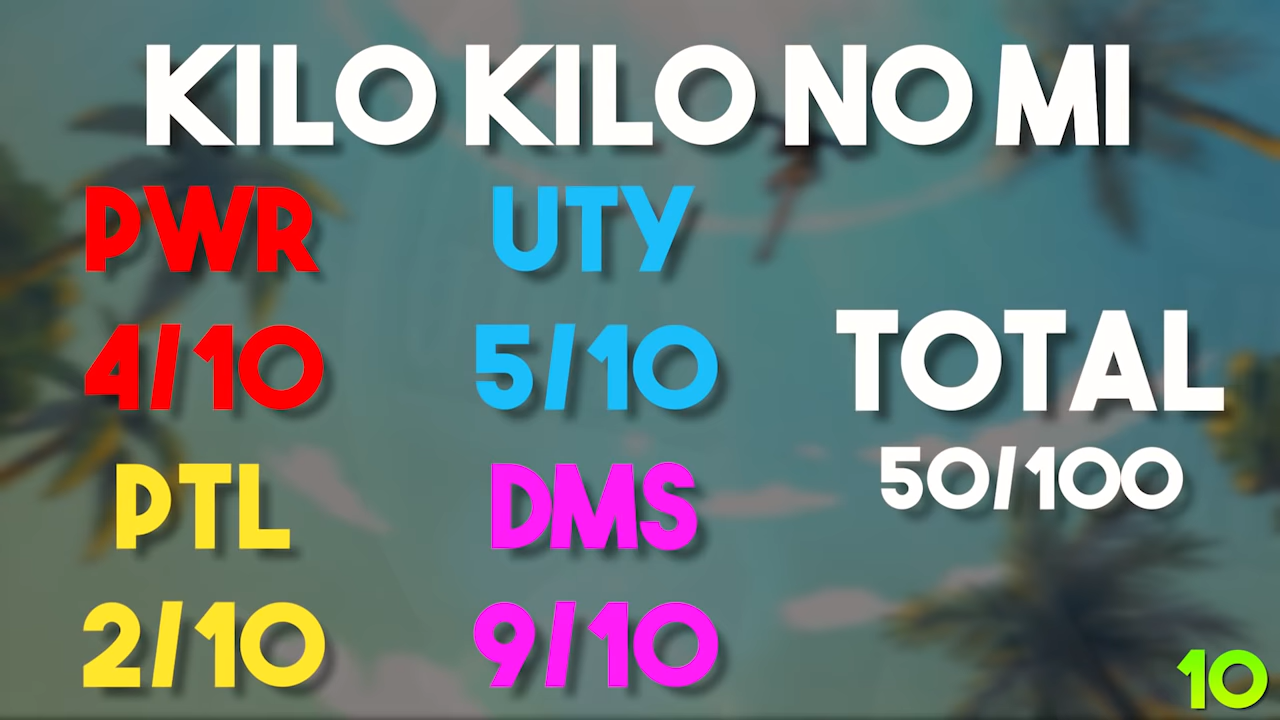 KILO KILO NO MI
PWR
4/10
UTY
5/10
PTL
2/10
DMS
9/10
TOTAL
50/100
10